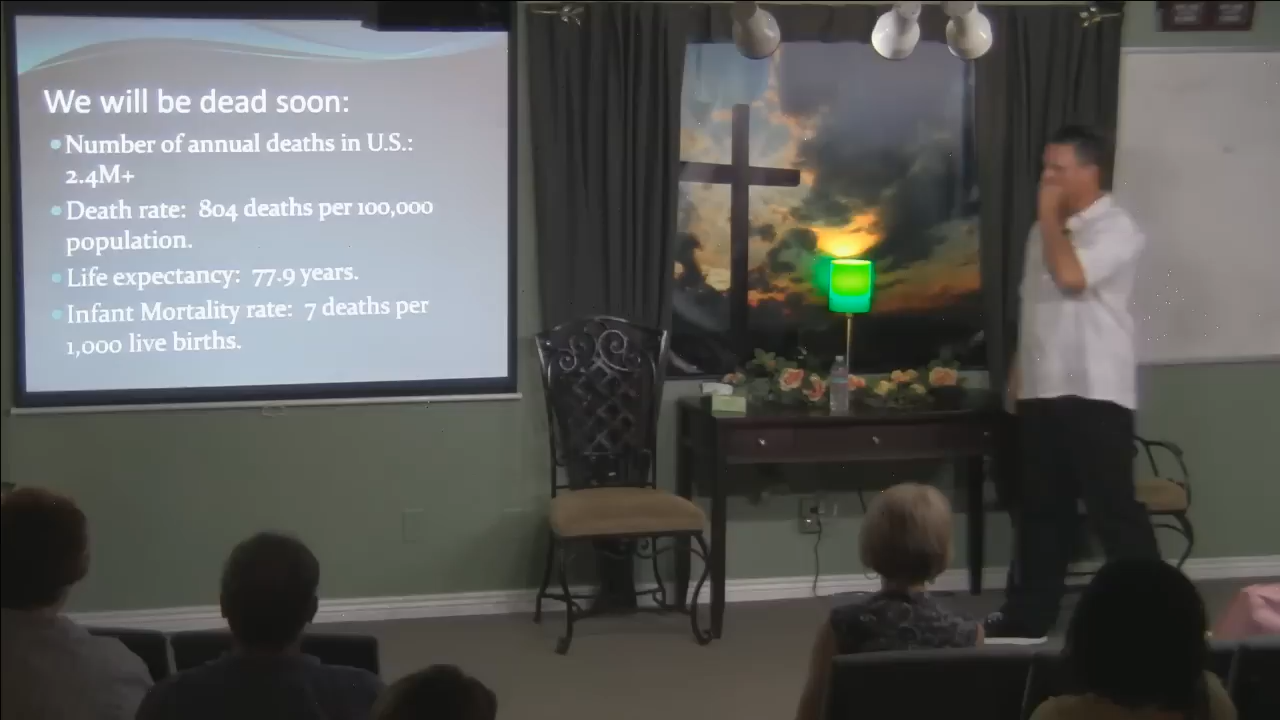 We will be dead soon:
Number of annual deaths in U.S.:
2.4M+
Death rate: 804 deaths per 100,000
population.
Life expectancy: 77.9 years.
Infant Mortality rate: 7 deaths per
1,000 live births.